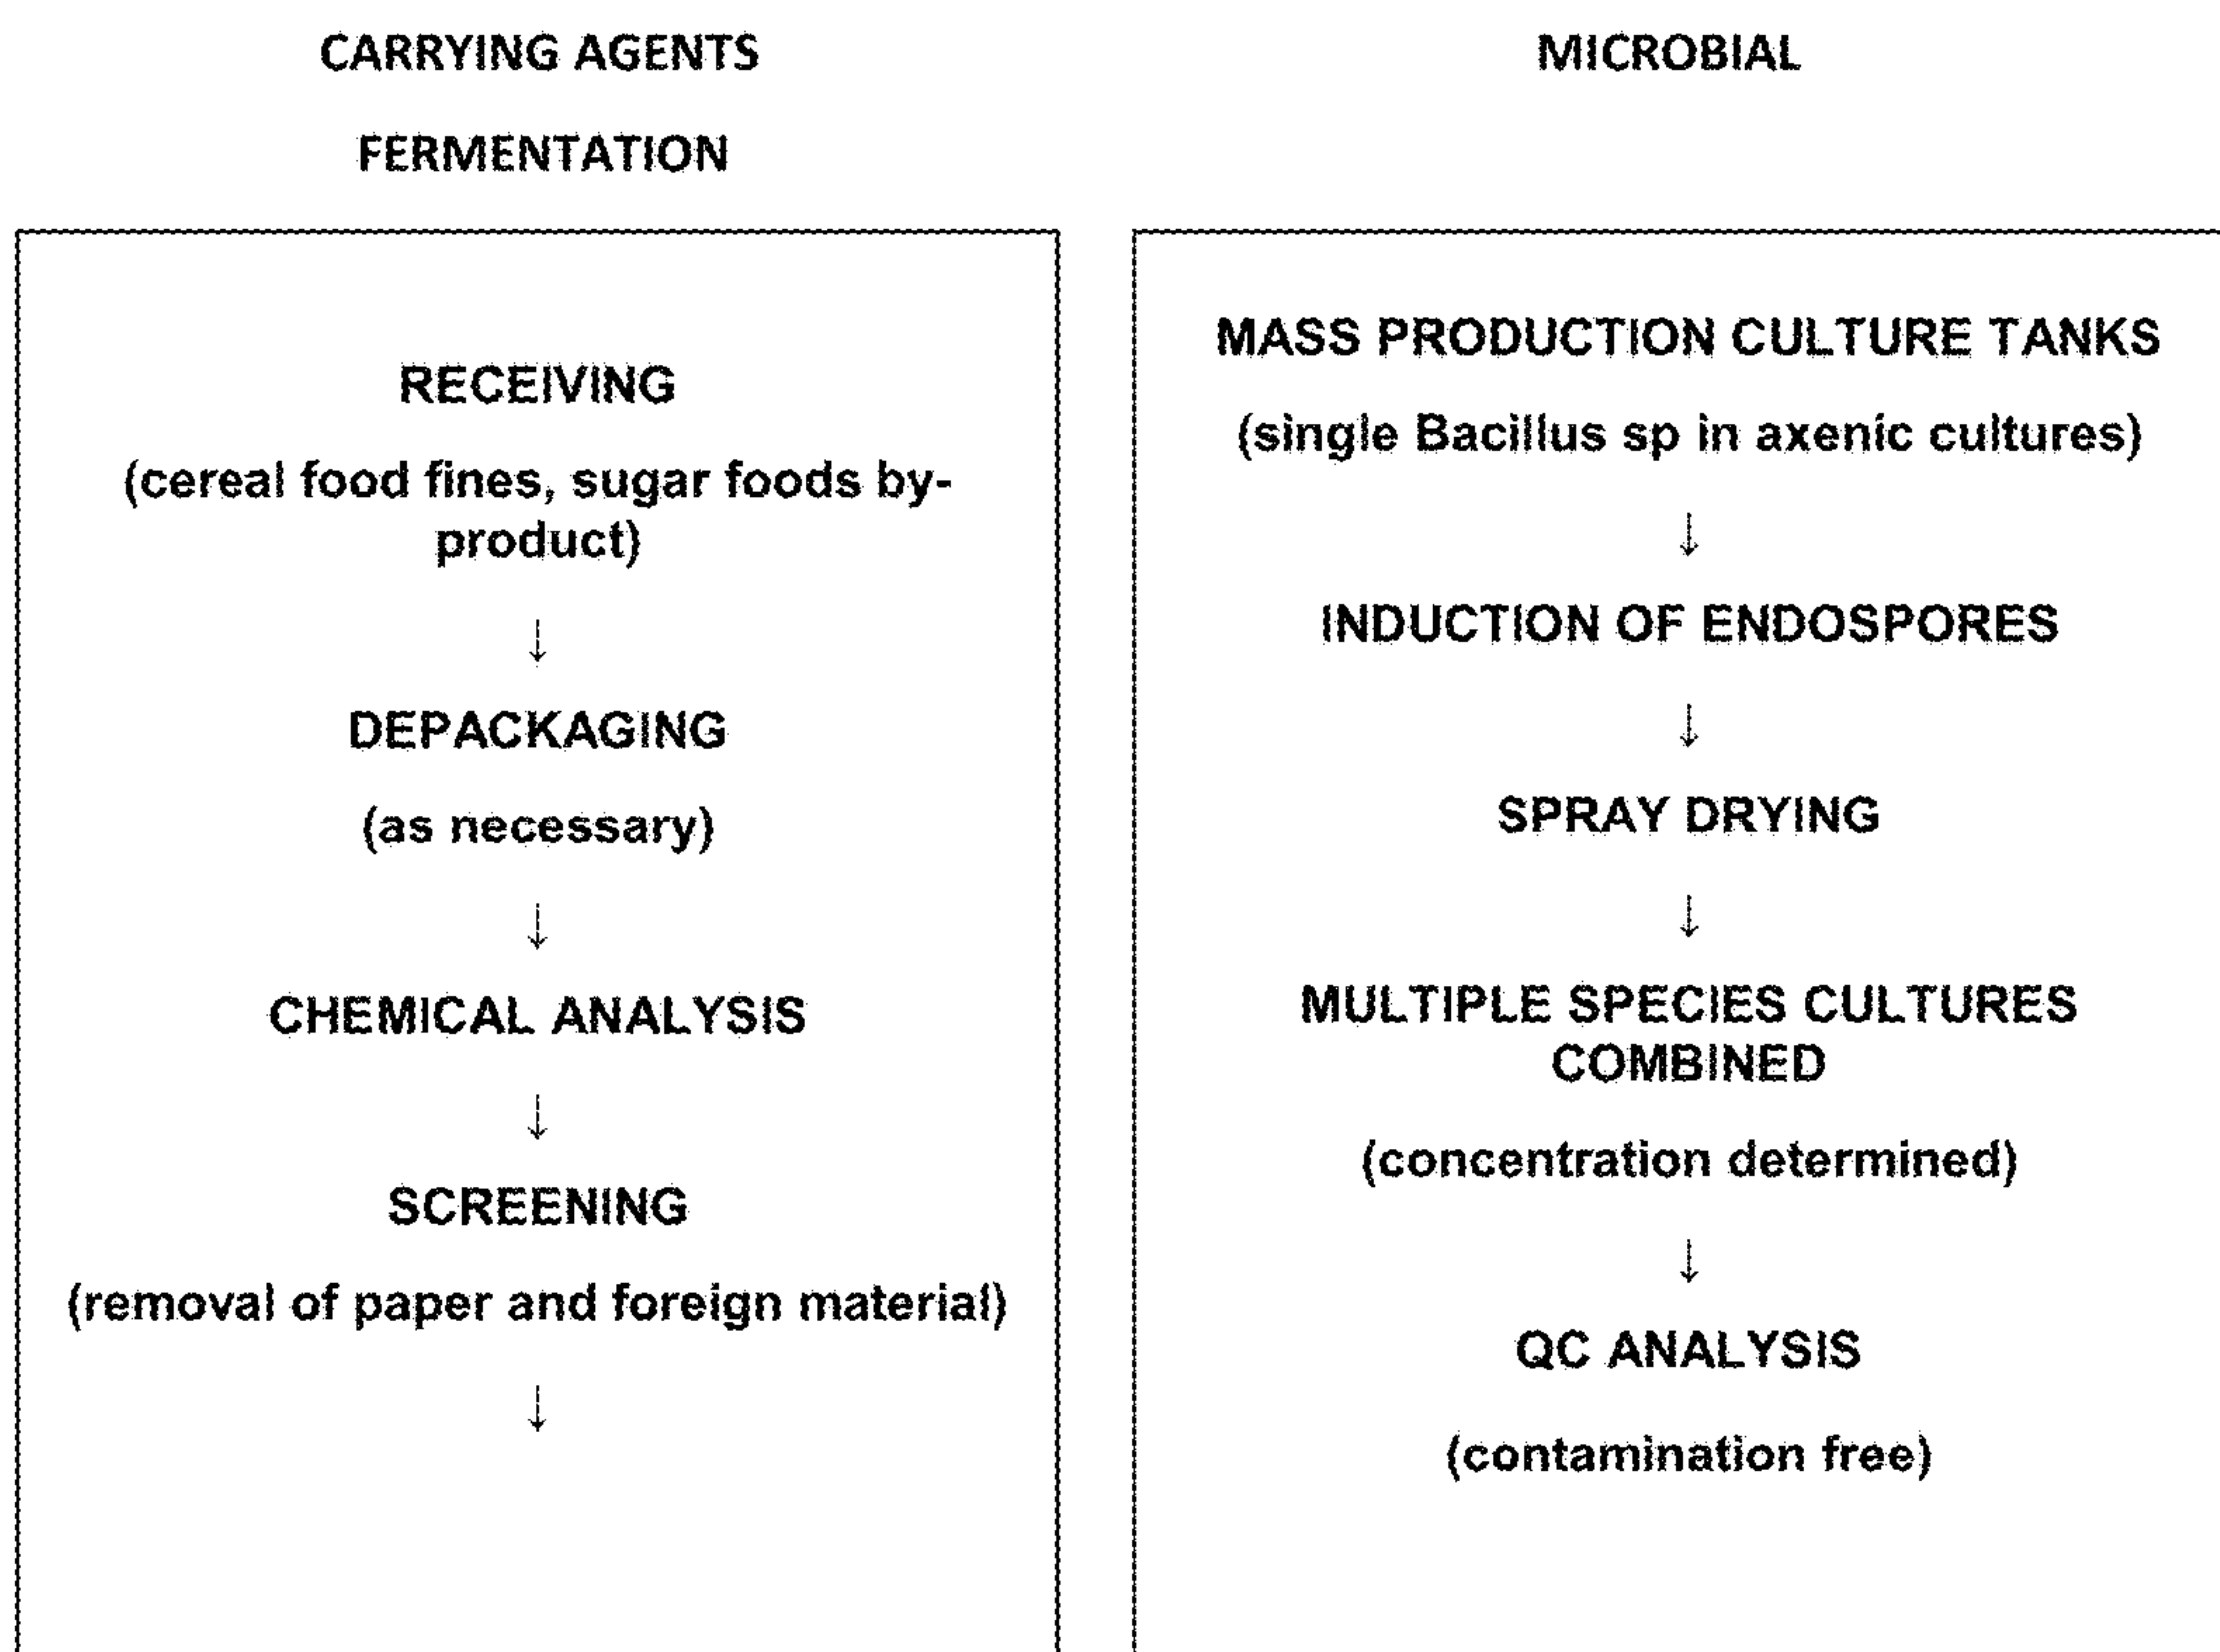 CARRYING AGENTS
FERMENTATION
MICROBIAL
RECEIVING
(cereal food fines, sugar foods by-
product)
↓
DEPACKAGING
(as necessary)
↓
CHEMICAL ANALYSIS
↓
SCREENING
(removal of paper and foreign material)
↓
MASS PRODUCTION CULTURE TANKS
(single Bacillus sp in axenic cultures)
↓
INDUCTION OF ENDOSPORES
↓
SPRAY DRYING
↓
MULTIPLE SPECIES CULTURES
COMBINED
(concentration determined)
↓
QC ANALYSIS
(contamination free)